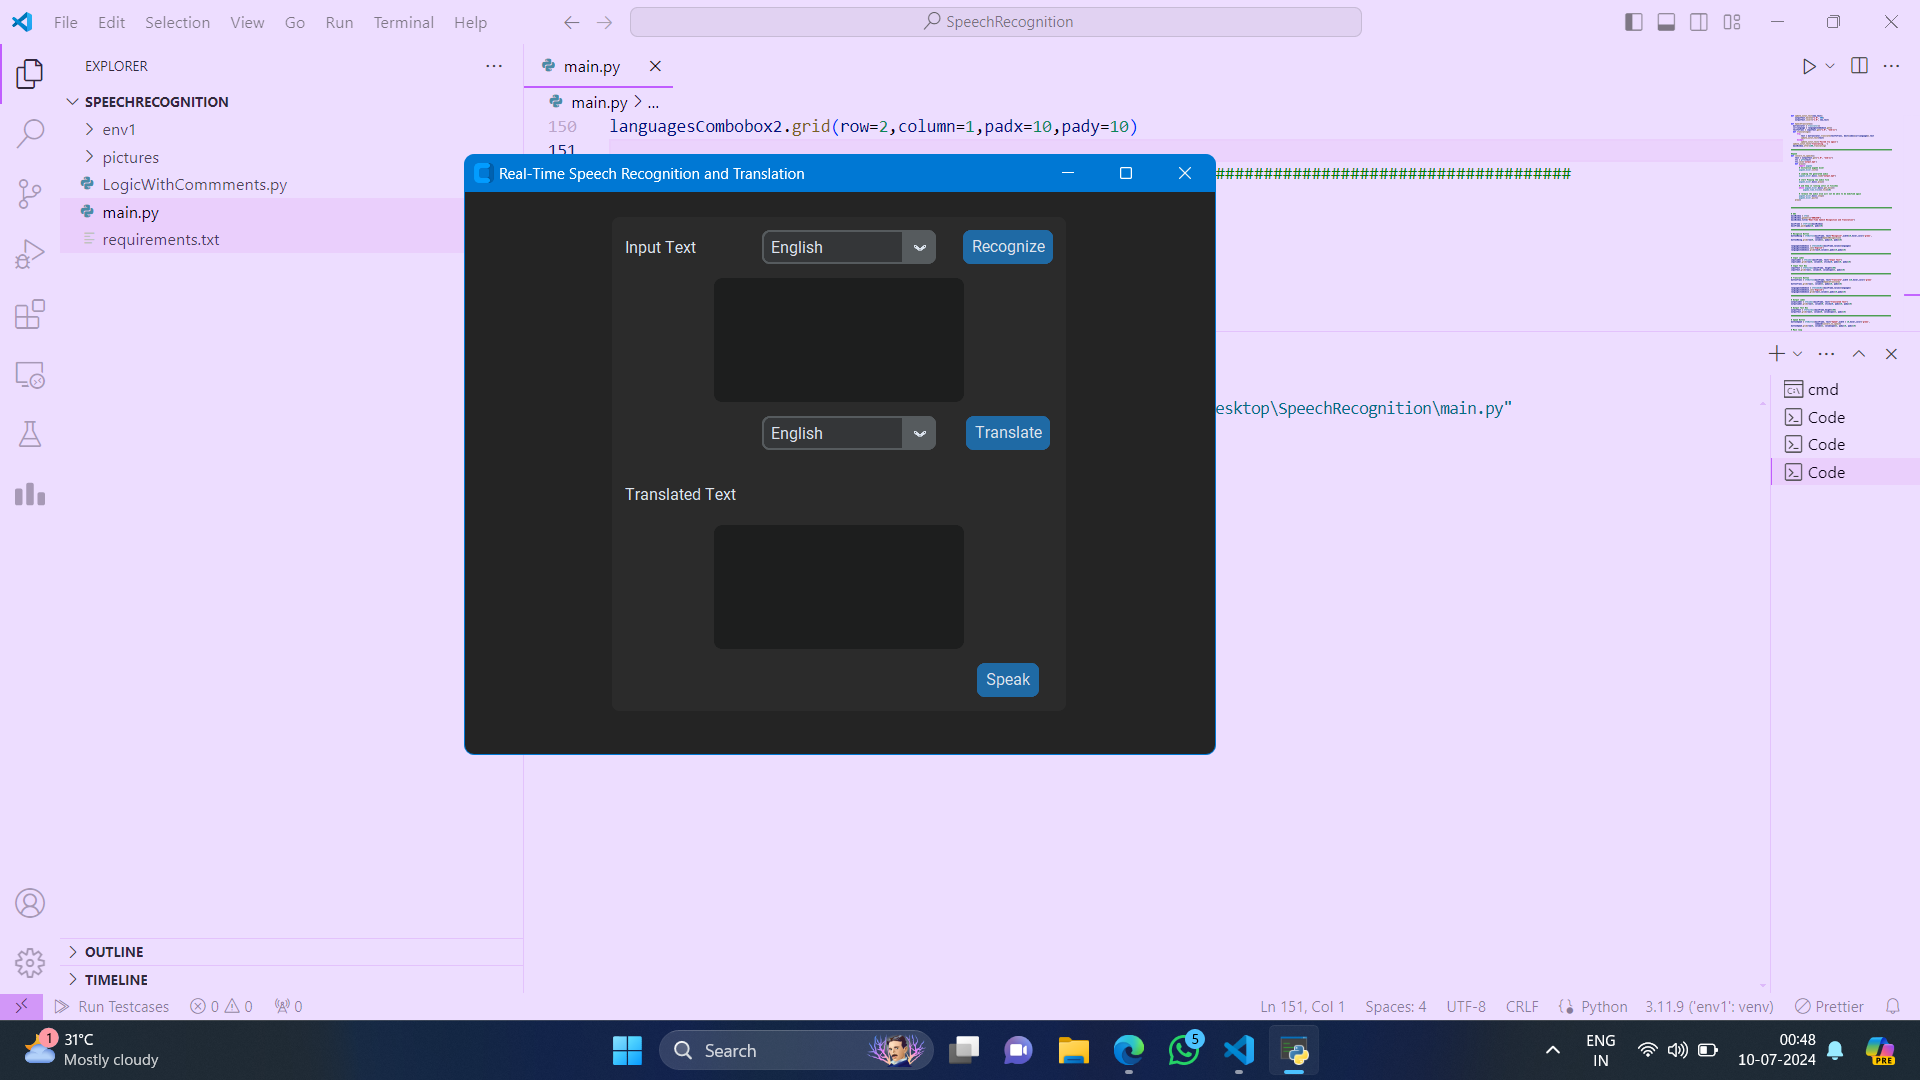 File Edit Selection View Go Run Terminal Help
SpeechRecognition
EXPLORER
SPEECHRECOGNITION
env1
pictures
LogicWithCommments.py
main.py
requirements.txt
OUTLINE
TIMELINE
main.py
main.py > ...
150 languagesCombobox2.grid(row=2,column=1,padx=10,pady=10)
151
#####################################
Real-Time Speech Recognition and Translation
Input Text
English
Recognize
English
Translate
Translated Text
Speak
esktop\SpeechRecognition\main.py"
cmd
Code
Code
Code
Run Testcases 0 0 0
Ln 151, Col 1 Spaces: 4 UTF-8 CRLF Python 3.11.9 ('env1': venv) Prettier
1
31°C
Mostly cloudy
Search
5
ENG
IN
00:48
10-07-2024
PRE